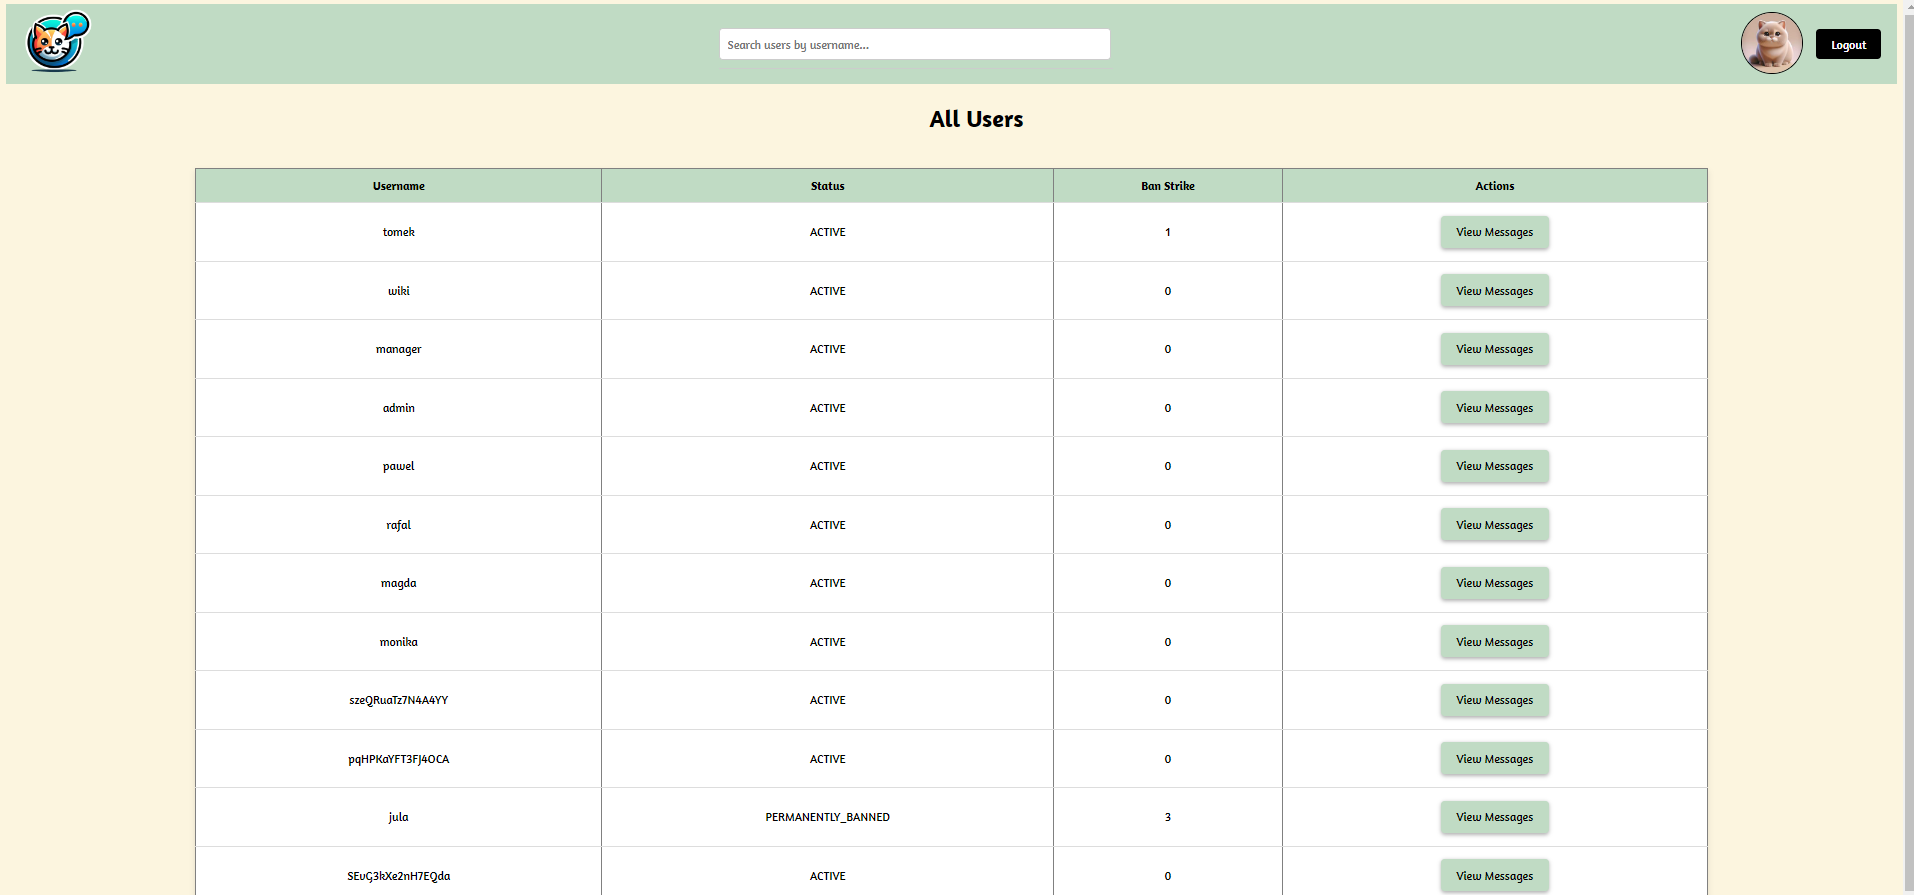 Search users by username...
Logout
All Users
Username Status Ban Strike Actions
tomek ACTIVE 1 View Messages
wiki ACTIVE 0 View Messages
manager ACTIVE 0 View Messages
admin ACTIVE 0 View Messages
pawel ACTIVE 0 View Messages
rafal ACTIVE 0 View Messages
magda ACTIVE 0 View Messages
monika ACTIVE 0 View Messages
szeQRuaTz7N4A4YY ACTIVE 0 View Messages
pqHPKaYFT3FJ4OCA ACTIVE 0 View Messages
jula PERMANENTLY_BANNED 3 View Messages
SEvG3kXe2nH7EQda ACTIVE 0 View Messages